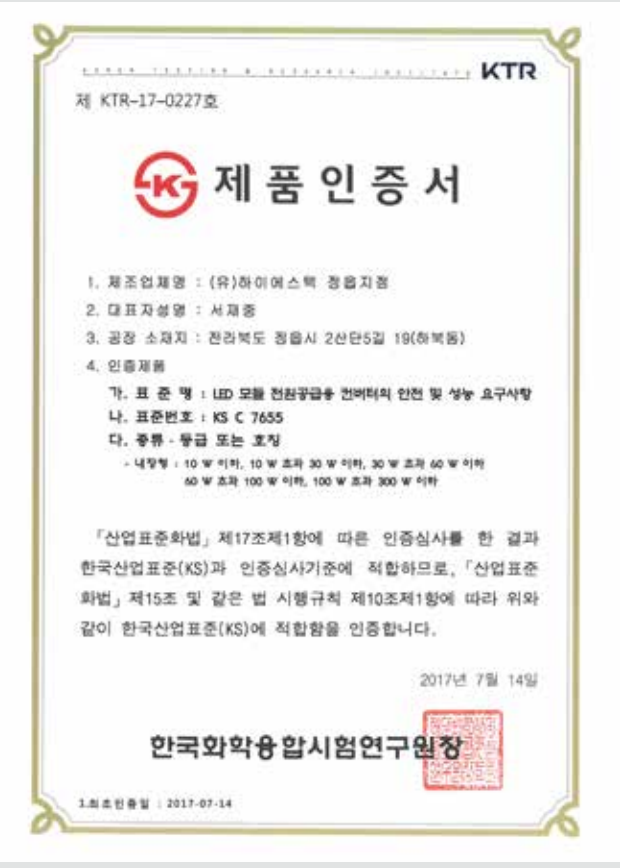 KOREA TESTING & RESEARCH INSTITUTE KTR
제 KTR-17-0227호
제품인증서
1. 제조업체명 : (유)하이에스텍 정읍지점
2. 대표자성명 : 서재중
3. 공장 소재지 : 전라북도 정읍시 2산단5길 19(하북동)
4. 인증제품
가. 표 준 명 : LED 모듈 전원공급용 컨버터의 안전 및 성능 요구사항
나. 표준번호 : KS C 7655
다. 종류·등급 또는 호칭
- 내장형 : 10 W 이하, 10 W 초과 30 W 이하, 30 W 초과 60 W 이하
60 W 초과 100 W 이하, 100 W 초과 300 W 이하
「산업표준화법」 제17조제1항에 따른 인증심사를 한 결과
한국산업표준(KS)과 인증심사기준에 적합하므로, 「산업표준
화법」 제15조 및 같은 법 시행규칙 제10조제1항에 따라 위와
같이 한국산업표준(KS)에 적합함을 인증합니다.
2017년 7월 14일
한국화학융합시험연구원장
1.최초인증일 : 2017-07-14